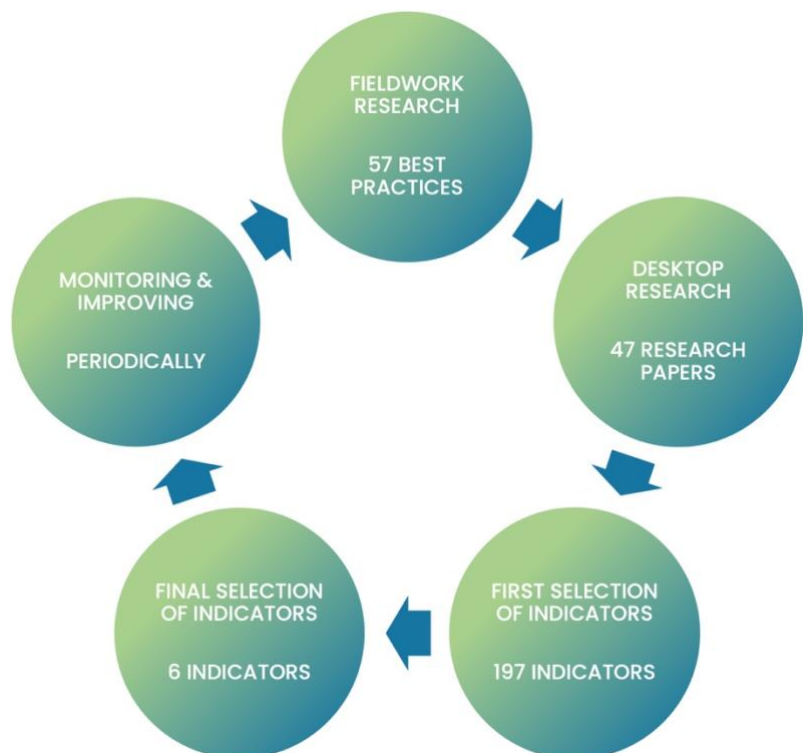 FIELDWORK
RESEARCH
57 BEST
PRACTICES
DESKTOP
RESEARCH
47 RESEARCH
PAPERS
FIRST SELECTION
OF INDICATORS
197 INDICATORS
FINAL SELECTION
OF INDICATORS
6 INDICATORS
MONITORING &
IMPROVING
PERIODICALLY